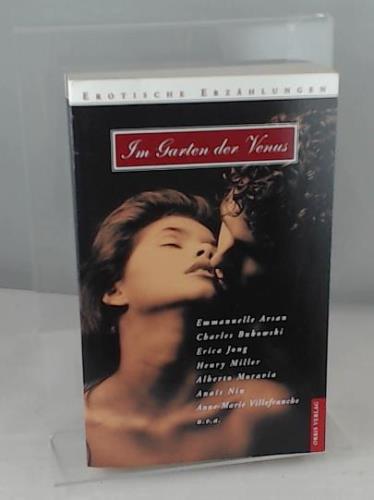 EROTISCHE ERZÄHLUNGEN
Im Garten der Venus
Emmanuelle Arsan
Charles Bukowski
Erica Jong
Henry Miller
Alberto Moravia
Anaïs Nin
Anne-Marie Villefranche
u.v.a.
ORBIS VERLAG